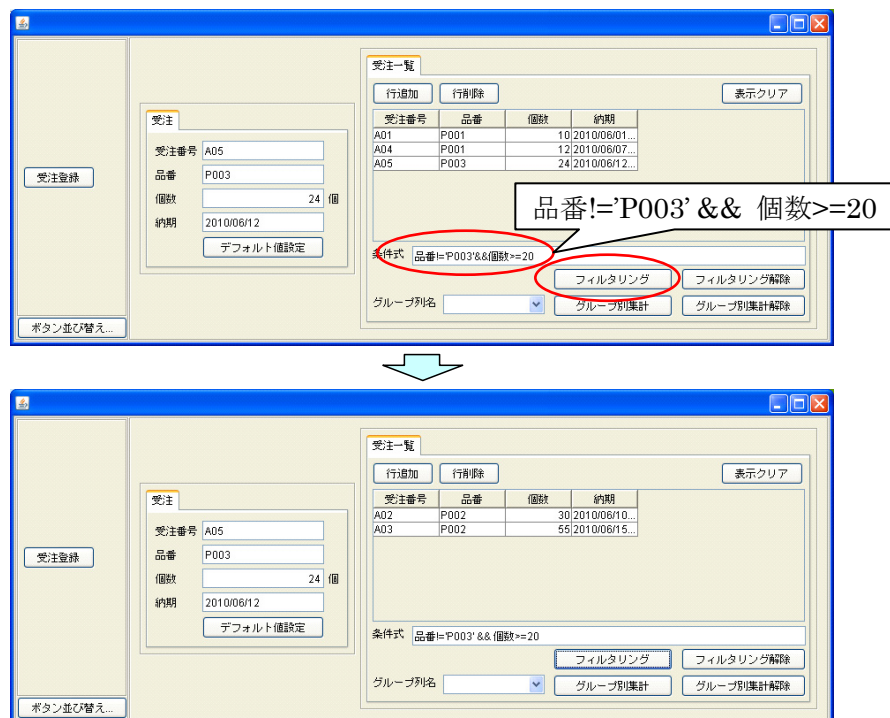 受注一覧
行追加 行削除 表示クリア
受注番号 品番 個数 納期
A01 P001 10 2010/06/01...
A04 P001 12 2010/06/07...
A05 P003 24 2010/06/12...
受注
受注番号 A05
品番 P003
個数 24 個
納期 2010/06/12
デフォルト値設定
受注登録
品番!='P003' && 個数>=20
条件式 品番!='P003'&&個数>=20
フィルタリング フィルタリング解除
グループ列名 グループ別集計 グループ別集計解除
ボタン並び替え...
受注一覧
行追加 行削除 表示クリア
受注番号 品番 個数 納期
A02 P002 30 2010/06/10...
A03 P002 55 2010/06/15...
受注
受注番号 A05
品番 P003
個数 24 個
納期 2010/06/12
デフォルト値設定
受注登録
条件式 品番!='P003' && 個数>=20
フィルタリング フィルタリング解除
グループ列名 グループ別集計 グループ別集計解除
ボタン並び替え...